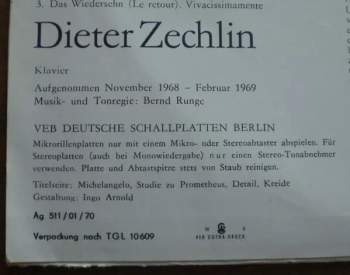 3. Das Wiedersehn (Le retour). Vivacissimamente
Dieter Zechlin
Klavier
Aufgenommen November 1968 – Februar 1969
Musik- und Tonregie: Bernd Runge
VEB DEUTSCHE SCHALLPLATTEN BERLIN
Mikrorillenplatten nur mit einem Mikro- oder Stereoabtaster abspielen. Für
Stereoplatten (auch bei Monowiedergabe) nur einen Stereo-Tonabnehmer
verwenden. Platte und Abtastspitze stets von Staub reinigen.
Titelseite: Michelangelo, Studie zu Prometheus, Detail, Kreide
Gestaltung: Ingo Arnold
Ag 511/01/70
Verpackung nach TGL 10609
VEB GOTHA-DRUCK